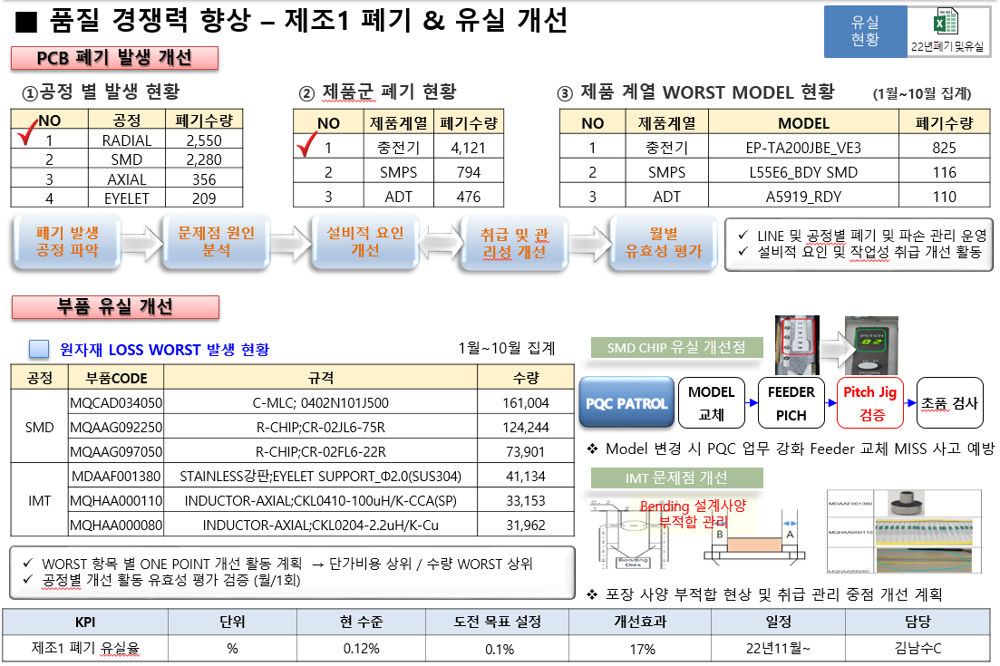 ■ 품질 경쟁력 향상 – 제조1 폐기 & 유실 개선
유실
현황
22년폐기및유실
PCB 폐기 발생 개선
①공정 별 발생 현황
NO 공정 폐기수량
1 RADIAL 2,550
2 SMD 2,280
3 AXIAL 356
4 EYELET 209
② 제품군 폐기 현황
NO 제품계열 폐기수량
1 충전기 4,121
2 SMPS 794
3 ADT 476
③ 제품 계열 WORST MODEL 현황 (1월~10월 집계)
NO 제품계열 MODEL 폐기수량
1 충전기 EP-TA200JBE_VE3 825
2 SMPS L55E6_BDY SMD 116
3 ADT A5919_RDY 110
폐기 발생
공정 파악
문제점 원인
분석
설비적 요인
개선
취급 및 관
리성 개선
월별
유효성 평가
✓ LINE 및 공정별 폐기 및 파손 관리 운영
✓ 설비적 요인 및 작업성 취급 개선 활동
부품 유실 개선
원자재 LOSS WORST 발생 현황 1월~10월 집계
공정 부품CODE 규격 수량
SMD
MQCAD034050 C-MLC; 0402N101J500 161,004
MQAAG092250 R-CHIP;CR-02JL6-75R 124,244
MQAAG097050 R-CHIP;CR-02FL6-22R 73,901
IMT
MDAAF001380 STAINLESS강판;EYELET SUPPORT_Φ2.0(SUS304) 41,134
MQHAA000110 INDUCTOR-AXIAL;CKL0410-100uH/K-CCA(SP) 33,153
MQHAA000080 INDUCTOR-AXIAL;CKL0204-2.2uH/K-Cu 31,962
✓ WORST 항목 별 ONE POINT 개선 활동 계획 → 단가비용 상위 / 수량 WORST 상위
✓ 공정별 개선 활동 유효성 평가 검증 (월/1회)
SMD CHIP 유실 개선점
PITCH
02
DOWN
PQC PATROL
MODEL
교체
FEEDER
PICH
Pitch Jig
검증
초품 검사
❖ Model 변경 시 PQC 업무 강화 Feeder 교체 MISS 사고 예방
IMT 문제점 개선
Bending 설계사양
부적합 관리
Bending
Dies
B
A
MDAAF001380
MQHAA000110
MQHAA000080
❖ 포장 사양 부적합 현상 및 취급 관리 중점 개선 계획
KPI 단위 현 수준 도전 목표 설정 개선효과 일정 담당
제조1 폐기 유실율 % 0.12% 0.1% 17% 22년11월~ 김남수C